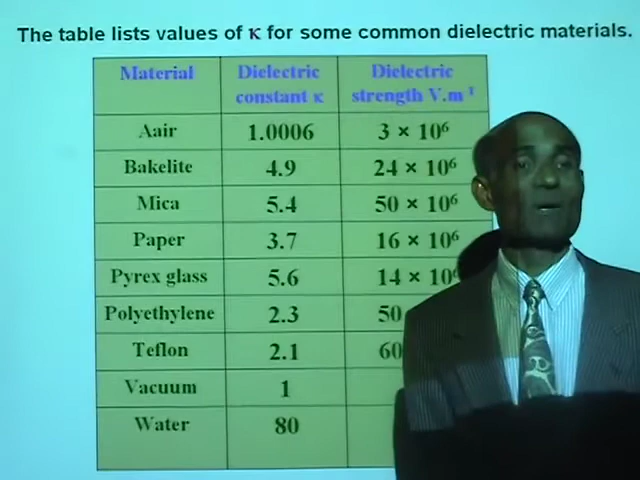 The table lists values of κ for some common dielectric materials.
Material Dielectric constant κ Dielectric strength V.m⁻¹
Aair 1.0006 3 × 10⁶
Bakelite 4.9 24 × 10⁶
Mica 5.4 50 × 10⁶
Paper 3.7 16 × 10⁶
Pyrex glass 5.6 14 × 10⁶
Polyethylene 2.3 50
Teflon 2.1 60
Vacuum 1
Water 80